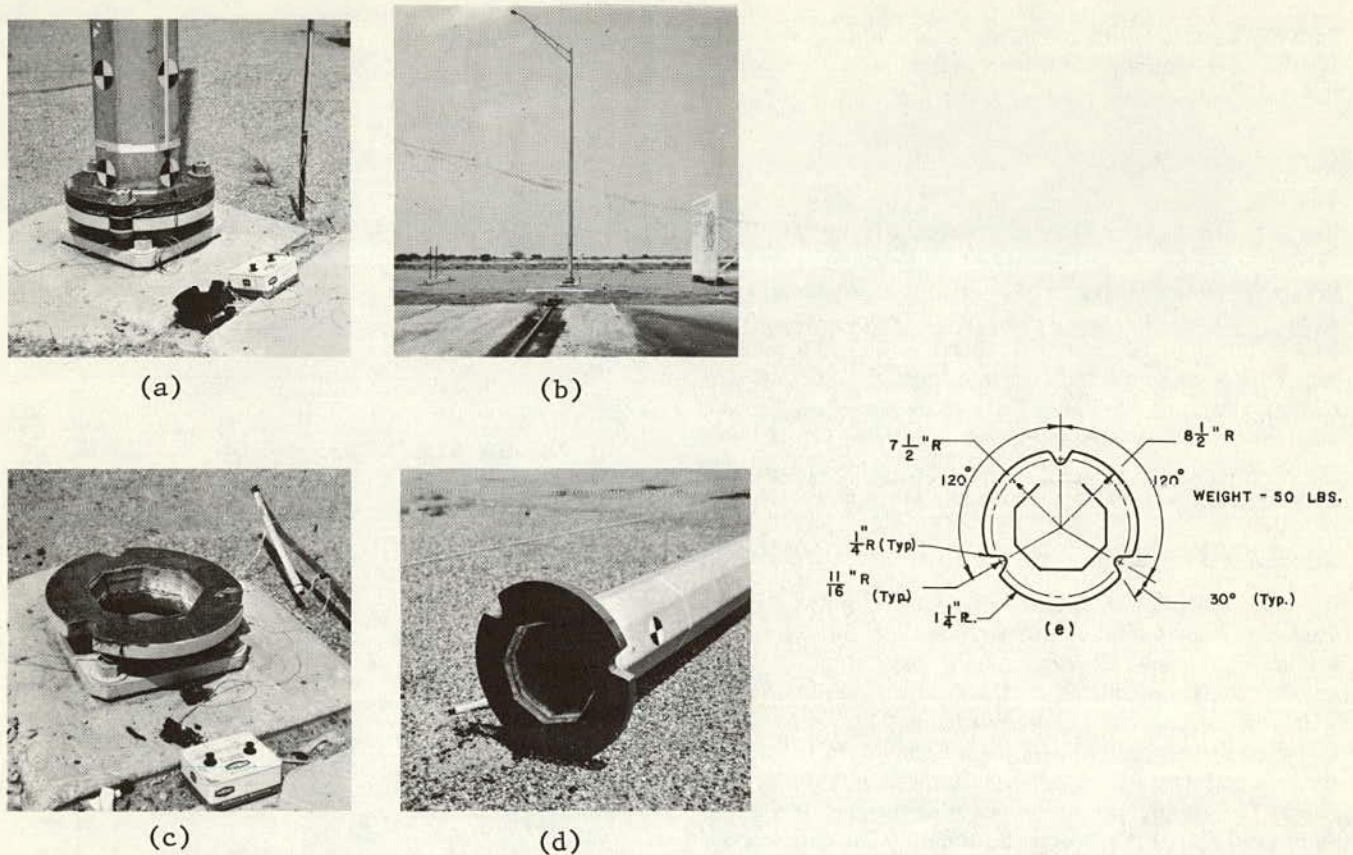 (a)
(b)
7 1/2" R
8 1/2" R
120°
120°
WEIGHT - 50 LBS.
1/4" R (Typ)
11/16" R
(Typ.)
1 1/4" PL.
30° (Typ.)
(e)
(c)
(d)